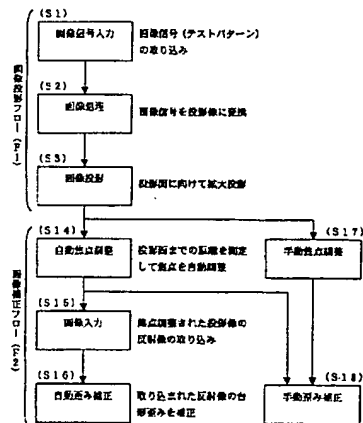 (S1)
画像信号入力
画像信号(テストパターン)
の取り込み
(S2)
画像処理
画像信号を投影像に変換
(S3)
画像投影
投影面に向けて拡大投影
画像投影フロー(F1)
(S14)
自動焦点調整
投影面までの距離を測定
して焦点を自動調整
(S17)
手動焦点調整
(S15)
画像入力
焦点調整された投影像の
反射像の取り込み
(S16)
自動歪み補正
取り込まれた反射像の台
形歪みを補正
(S18)
手動歪み補正
画像補正フロー(F2)